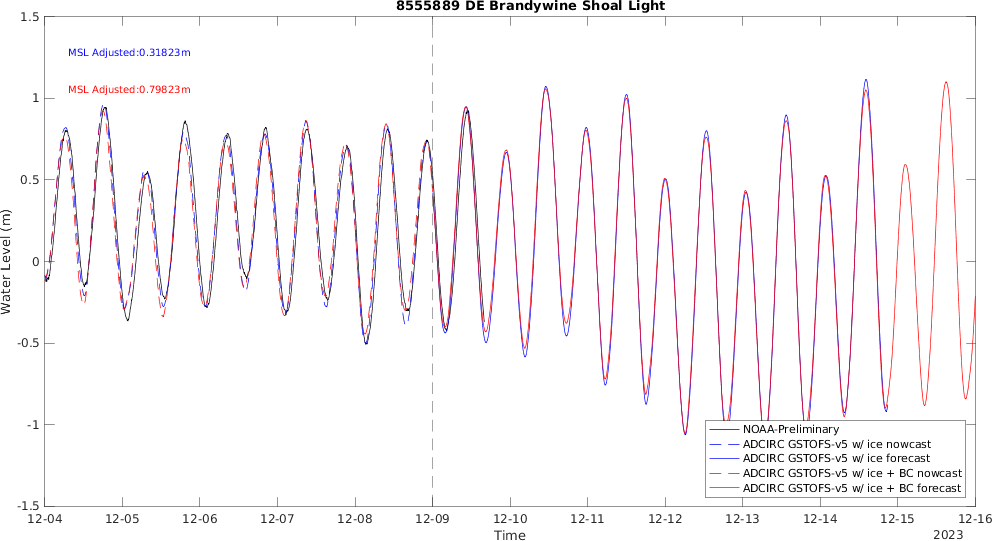 8555889 DE Brandywine Shoal Light
MSL Adjusted:0.31823m
MSL Adjusted:0.79823m
Water Level (m)
1.5
1
0.5
0
-0.5
-1
-1.5
NOAA-Preliminary
ADCIRC GSTOFS-v5 w/ ice nowcast
ADCIRC GSTOFS-v5 w/ ice forecast
ADCIRC GSTOFS-v5 w/ ice + BC nowcast
ADCIRC GSTOFS-v5 w/ ice + BC forecast
12-04 12-05 12-06 12-07 12-08 12-09 12-10 12-11 12-12 12-13 12-14 12-15 12-16
Time
2023